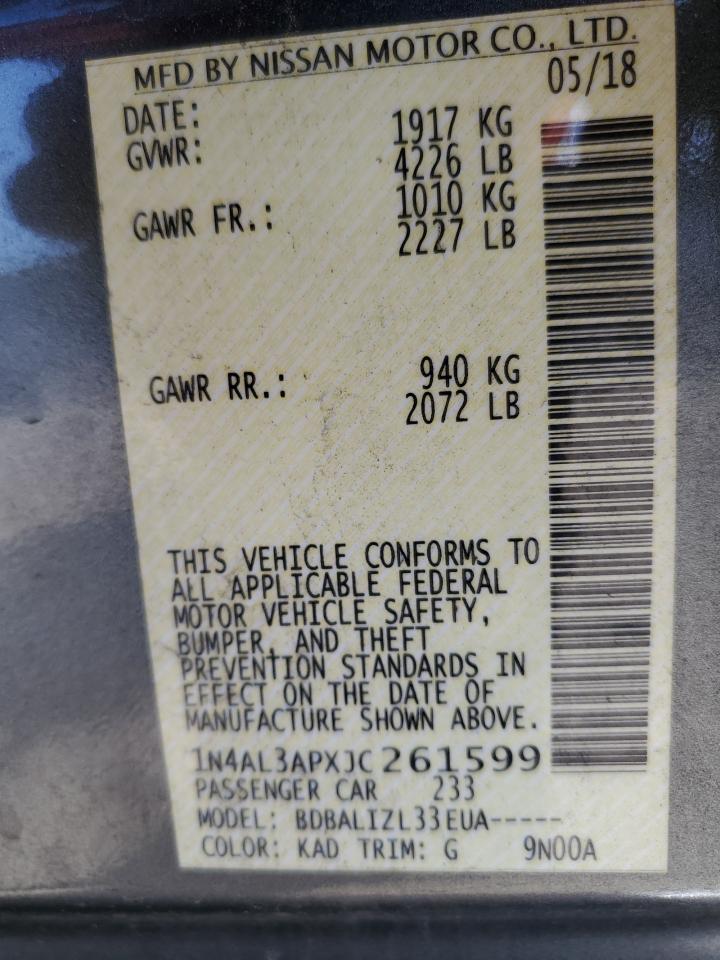 MFD BY NISSAN MOTOR CO., LTD.
DATE: 05/18
GVWR: 1917 KG
4226 LB
GAWR FR.: 1010 KG
2227 LB
GAWR RR.: 940 KG
2072 LB
THIS VEHICLE CONFORMS TO
ALL APPLICABLE FEDERAL
MOTOR VEHICLE SAFETY,
BUMPER, AND THEFT
PREVENTION STANDARDS IN
EFFECT ON THE DATE OF
MANUFACTURE SHOWN ABOVE.
1N4AL3APXJC261599
PASSENGER CAR 233
MODEL: BDBALIZL33EUA-----
COLOR: KAD TRIM: G 9N00A